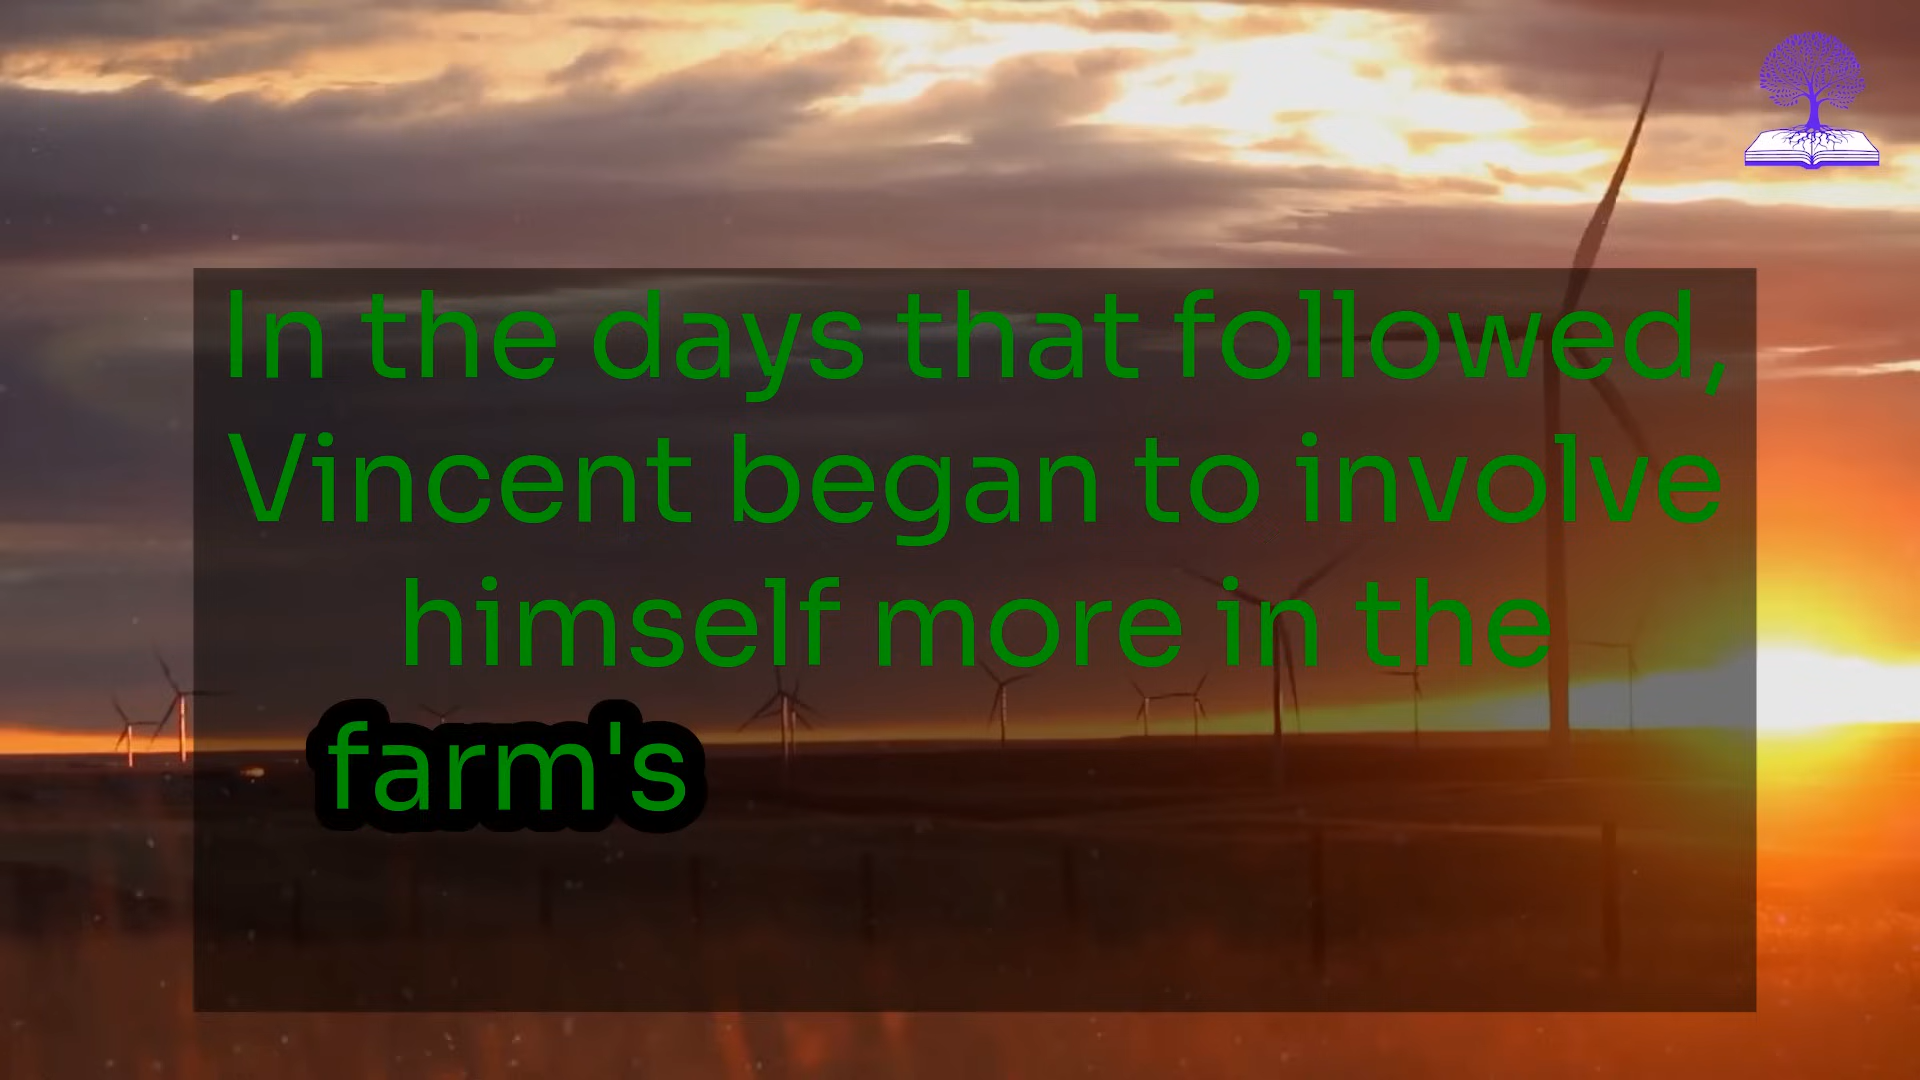 In the days that followed,
Vincent began to involve
himself more in the
farm's